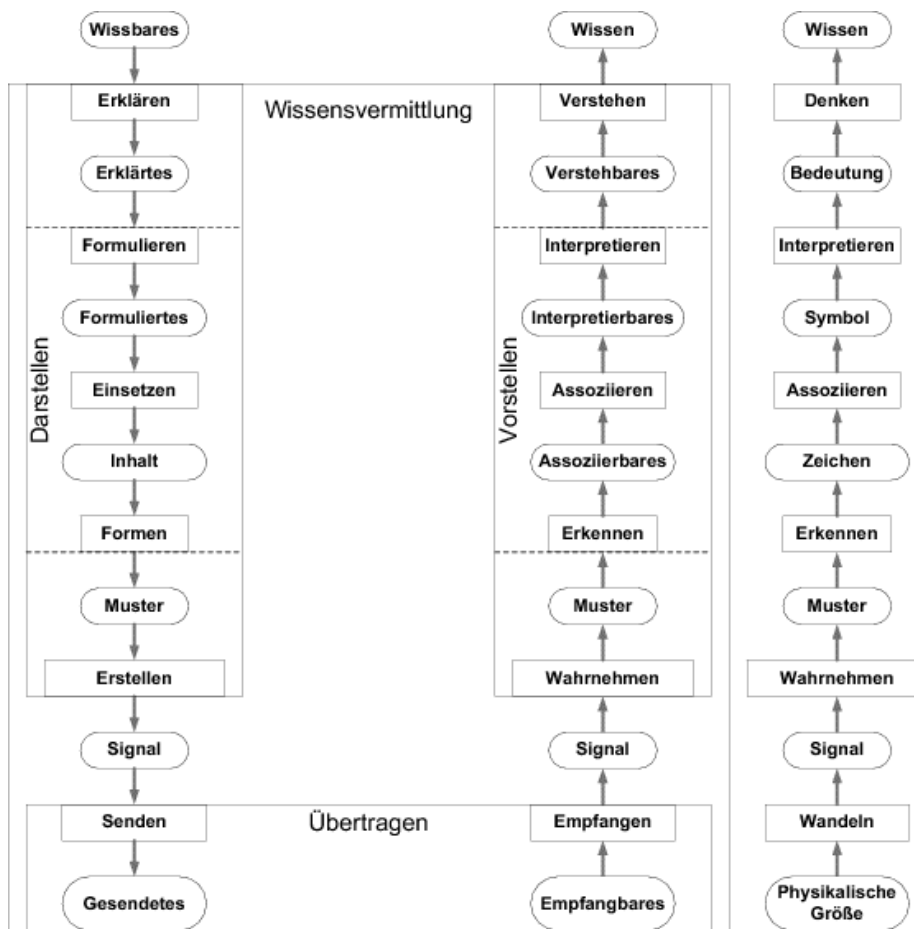 Wissbares
Wissen
Wissen
Erklären
Wissensvermittlung
Verstehen
Denken
Erklärtes
Verstehbares
Bedeutung
Formulieren
Interpretieren
Interpretieren
Formuliertes
Interpretierbares
Symbol
Darstellen
Vorstellen
Einsetzen
Assoziieren
Assoziieren
Inhalt
Assoziierbares
Zeichen
Formen
Erkennen
Erkennen
Muster
Muster
Muster
Erstellen
Wahrnehmen
Wahrnehmen
Signal
Signal
Signal
Senden
Übertragen
Empfangen
Wandeln
Gesendetes
Empfangbares
Physikalische
Größe